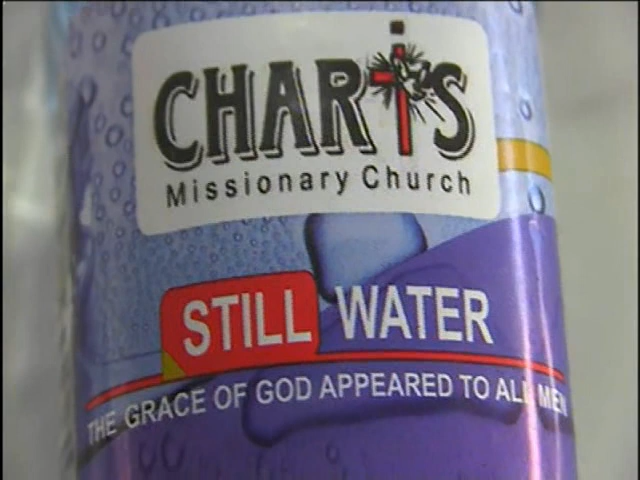 CHARIS
Missionary Church
STILL WATER
THE GRACE OF GOD APPEARED TO ALL MEN